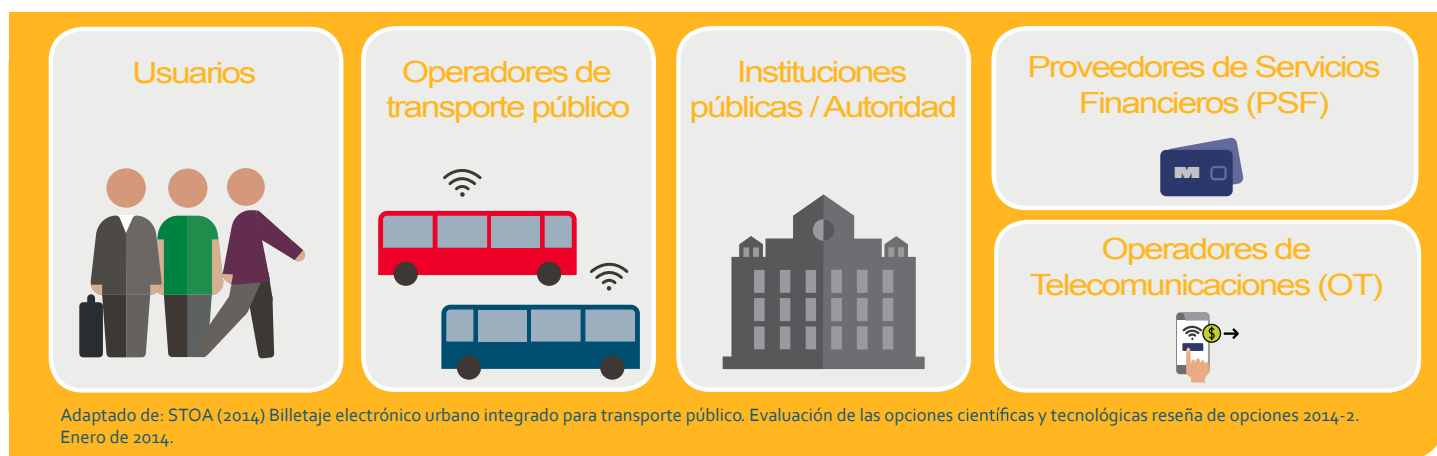 Usuarios
Operadores de
transporte público
Instituciones
públicas / Autoridad
Proveedores de Servicios
Financieros (PSF)
M
Operadores de
Telecomunicaciones (OT)
$
Adaptado de: STOA (2014) Billetaje electrónico urbano integrado para transporte público. Evaluación de las opciones científicas y tecnológicas reseña de opciones 2014-2.
Enero de 2014.